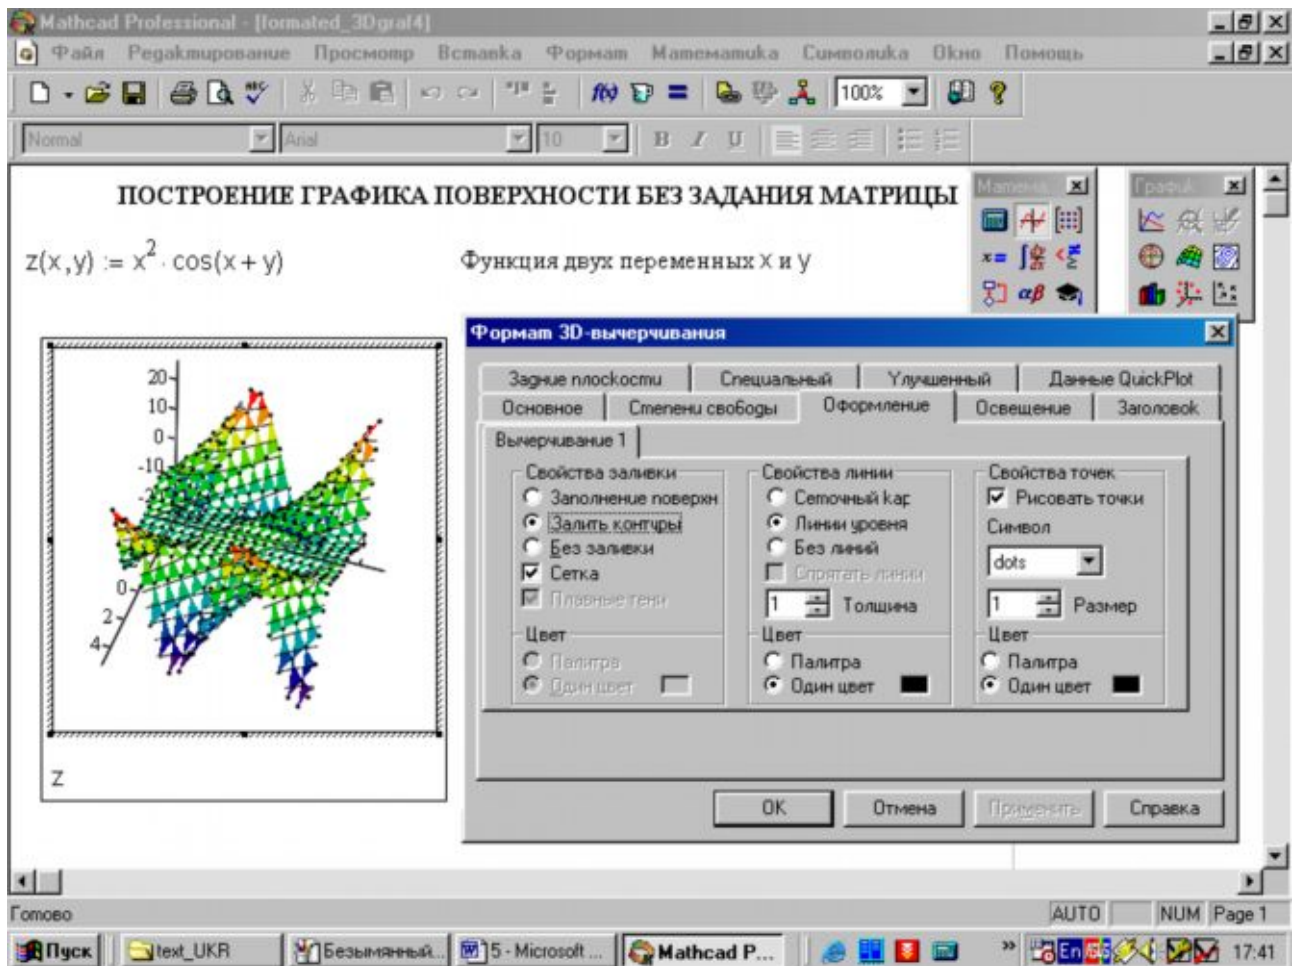 Mathcad Professional - [formated_3Dgraf4]
Файл Редактирование Просмотр Вставка Формат Математика Символика Окно Помощь
100%
Normal Arial 10 B I U
ПОСТРОЕНИЕ ГРАФИКА ПОВЕРХНОСТИ БЕЗ ЗАДАНИЯ МАТРИЦЫ
Матема График
z(x,y) := x² · cos(x + y) Функция двух переменных x и y
Формат 3D-вычерчивания
Задние плоскости Специальный Улучшенный Данные QuickPlot
Основное Степени свободы Оформление Освещение Заголовок
Вычерчивание 1
Свойства заливки
Заполнение поверхн
Залить контуры
Без заливки
Сетка
Плавные тени
Цвет
Палитра
Один цвет
Свойства линии
Сеточный кар
Линии уровня
Без линий
Спрятать линии
1 Толщина
Цвет
Палитра
Один цвет
Свойства точек
Рисовать точки
Символ
dots
1 Размер
Цвет
Палитра
Один цвет
OK Отмена Применить Справка
20
10
0
-10
0
2
4
z
Готово AUTO NUM Page 1
Пуск text_UKR Безымянный... 5 - Microsoft ... Mathcad P... » En 17:41